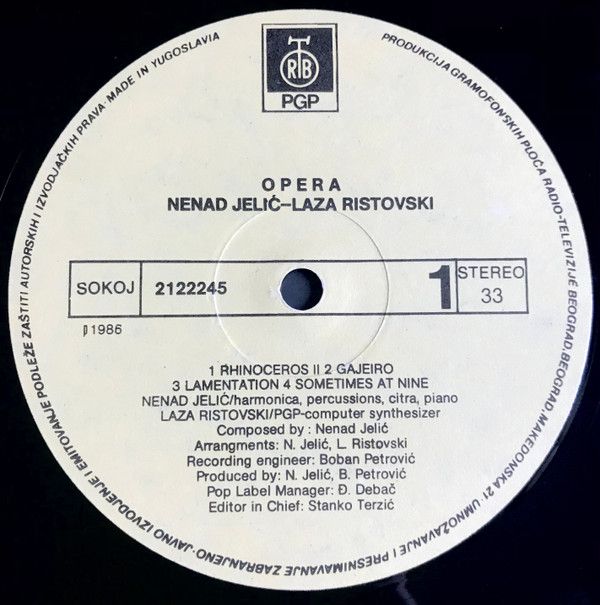 PRODUKCIJA GRAMOFONSKIH PLOČA RADIO-TELEVIZIJE BEOGRAD, BEOGRAD, MAKEDONSKA 21 · UMNOŽAVANJE I PRESNIMAVANJE ZABRANJENO · JAVNO IZVODJENJE I EMITOVANJE PODLEŽE ZAŠTITI AUTORSKIH I IZVODJAČKIH PRAVA · MADE IN YUGOSLAVIA
RTB
PGP
OPERA
NENAD JELIĆ—LAZA RISTOVSKI
SOKOJ 2122245 1 STEREO
33
℗1986
1 RHINOCEROS II 2 GAJEIRO
3 LAMENTATION 4 SOMETIMES AT NINE
NENAD JELIĆ/harmonica, percussions, citra, piano
LAZA RISTOVSKI/PGP-computer synthesizer
Composed by : Nenad Jelić
Arrangments: N. Jelić, L. Ristovski
Recording engineer: Boban Petrović
Produced by: N. Jelić, B. Petrović
Pop Label Manager: Đ. Debač
Editor in Chief: Stanko Terzić